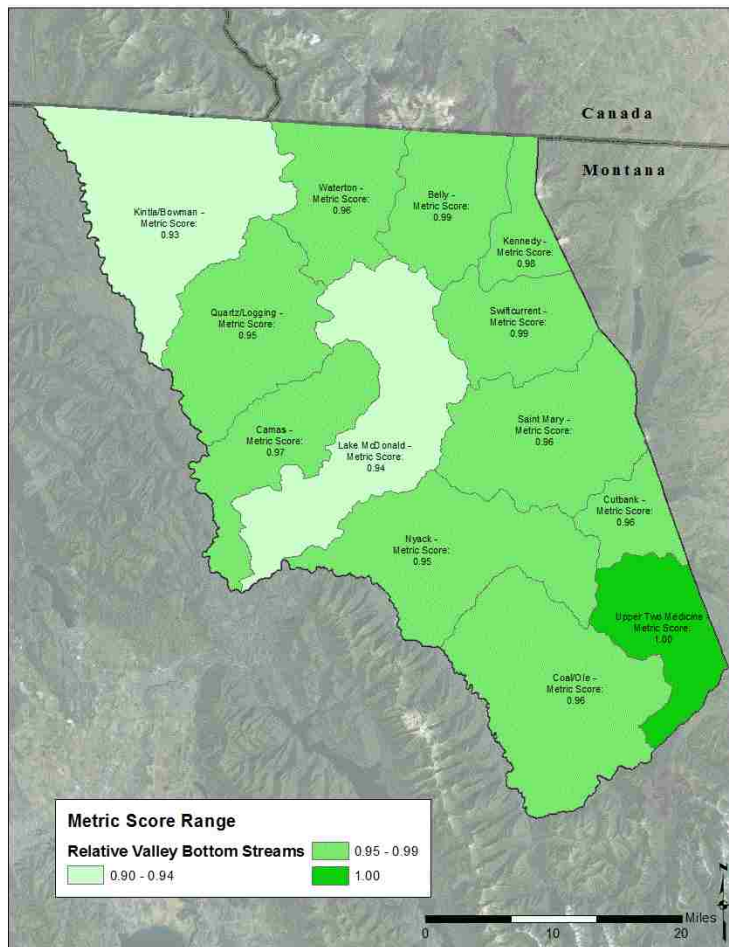 Canada
Montana
Waterton -
Metric Score:
0.96
Belly -
Metric Score:
0.99
Kintla/Bowman -
Metric Score:
0.93
Kennedy -
Metric Score:
0.98
Quartz/Logging -
Metric Score:
0.95
Swiftcurrent -
Metric Score:
0.99
Camas -
Metric Score:
0.97
Lake McDonald -
Metric Score:
0.94
Saint Mary -
Metric Score:
0.96
Cutbank -
Metric Score:
0.96
Nyack -
Metric Score:
0.95
Upper Two Medicine -
Metric Score:
1.00
Coal/Ole -
Metric Score:
0.96
Metric Score Range
Relative Valley Bottom Streams
0.90 - 0.94
0.95 - 0.99
1.00
N
Miles
0 10 20